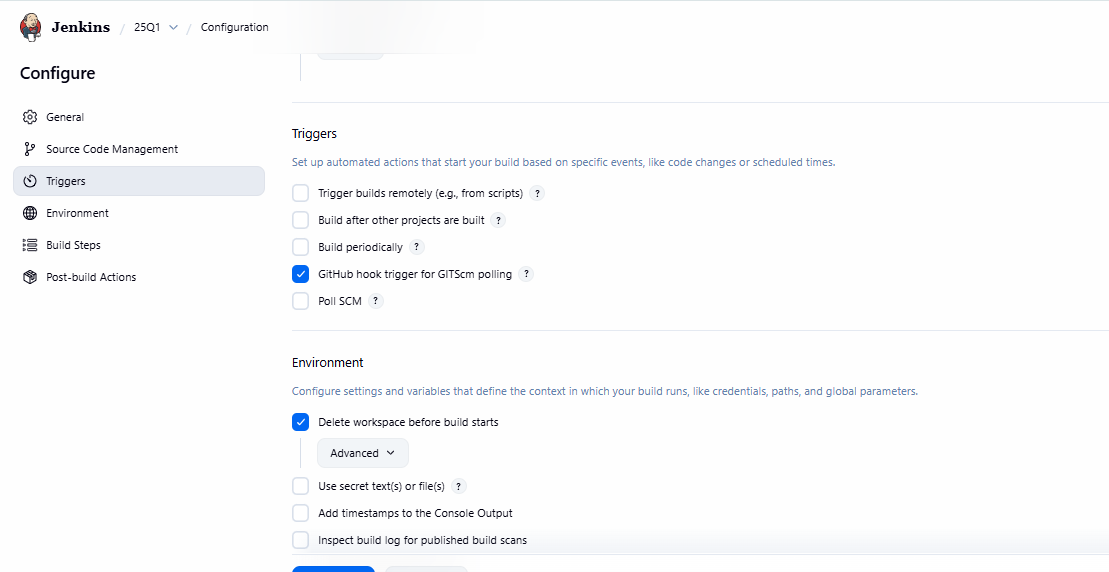 Jenkins / 25Q1 / Configuration
Configure
General
Source Code Management
Triggers
Environment
Build Steps
Post-build Actions
Triggers
Set up automated actions that start your build based on specific events, like code changes or scheduled times.
Trigger builds remotely (e.g., from scripts) ?
Build after other projects are built ?
Build periodically ?
GitHub hook trigger for GITScm polling ?
Poll SCM ?
Environment
Configure settings and variables that define the context in which your build runs, like credentials, paths, and global parameters.
Delete workspace before build starts
Advanced
Use secret text(s) or file(s) ?
Add timestamps to the Console Output
Inspect build log for published build scans